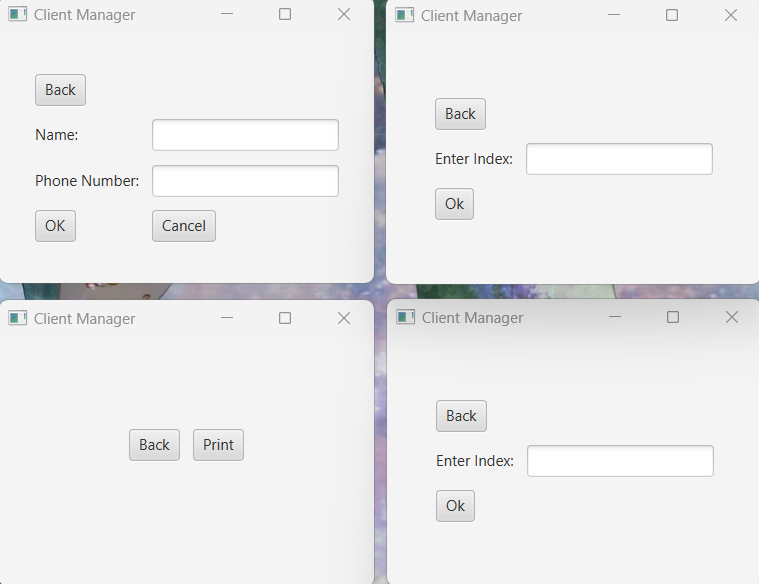 Client Manager
Back
Name:
Phone Number:
OK Cancel
Client Manager
Back
Enter Index:
Ok
Client Manager
Back Print
Client Manager
Back
Enter Index:
Ok